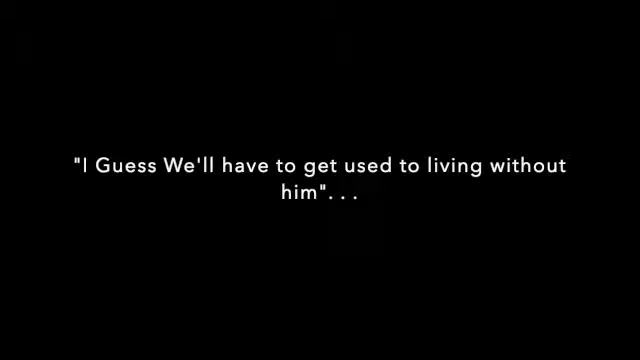 "I Guess We'll have to get used to living without
him". . .